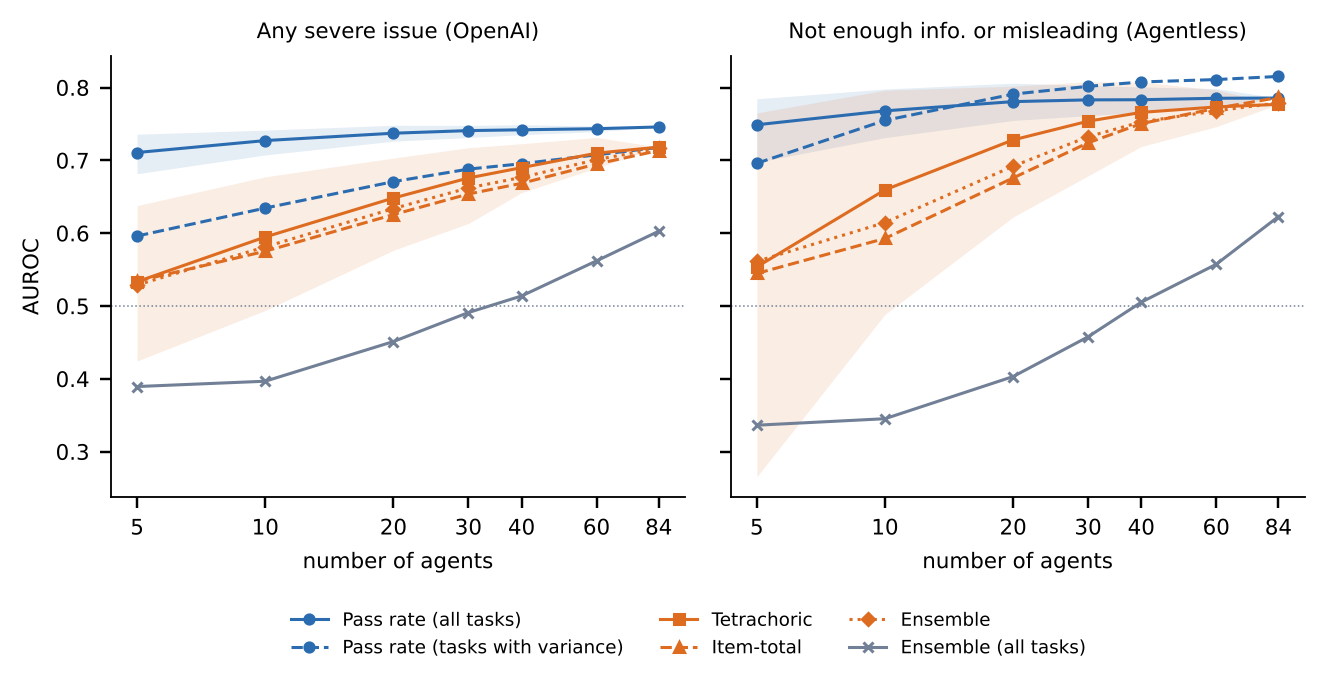 Any severe issue (OpenAI)
Not enough info. or misleading (Agentless)
AUROC
0.8
0.7
0.6
0.5
0.4
0.3
5 10 20 30 40 60 84
5 10 20 30 40 60 84
number of agents
number of agents
Pass rate (all tasks)
Pass rate (tasks with variance)
Tetrachoric
Item-total
Ensemble
Ensemble (all tasks)